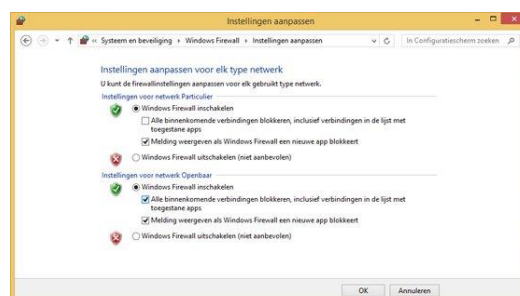 Instellingen aanpassen
« Systeem en beveiliging › Windows Firewall › Instellingen aanpassen
In Configuratiescherm zoeken
Instellingen aanpassen voor elk type netwerk
U kunt de firewallinstellingen aanpassen voor elk gebruikt type netwerk.
Instellingen voor netwerk Particulier
Windows Firewall inschakelen
Alle binnenkomende verbindingen blokkeren, inclusief verbindingen in de lijst met
toegestane apps
Melding weergeven als Windows Firewall een nieuwe app blokkeert
Windows Firewall uitschakelen (niet aanbevolen)
Instellingen voor netwerk Openbaar
Windows Firewall inschakelen
Alle binnenkomende verbindingen blokkeren, inclusief verbindingen in de lijst met
toegestane apps
Melding weergeven als Windows Firewall een nieuwe app blokkeert
Windows Firewall uitschakelen (niet aanbevolen)
OK
Annuleren